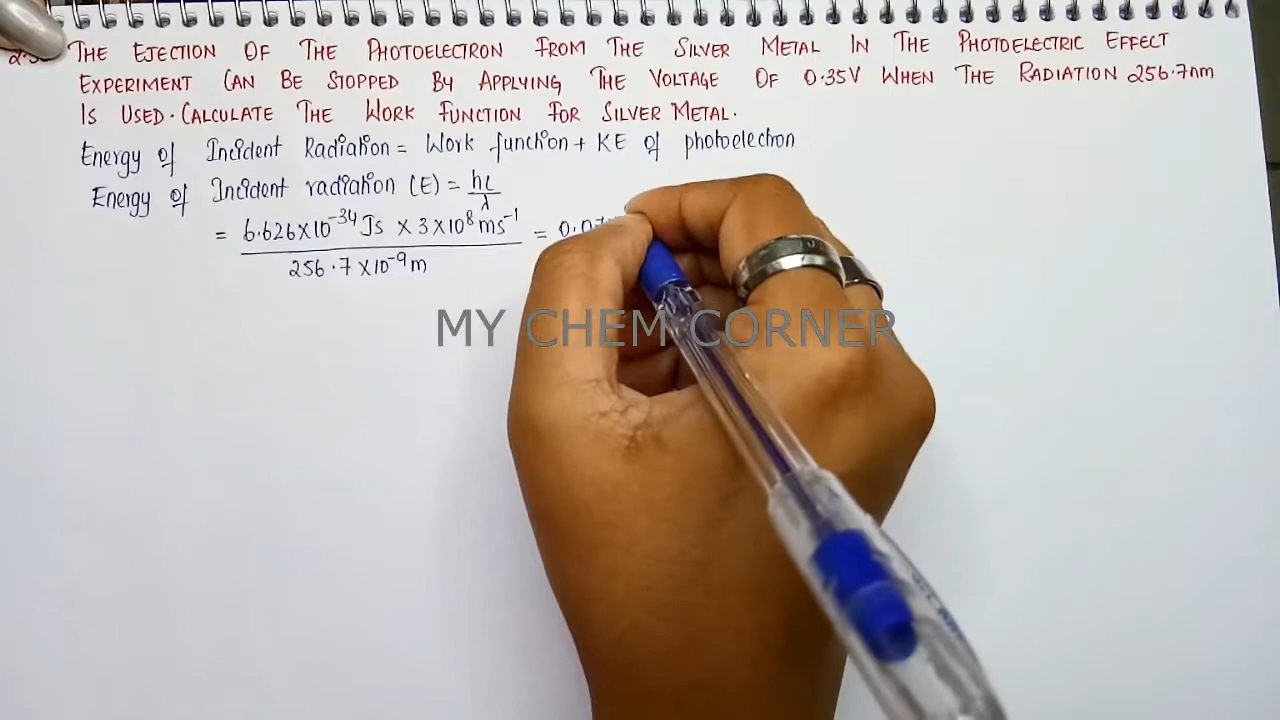 THE EJECTION OF THE PHOTOELECTRON FROM THE SILVER METAL IN THE PHOTOELECTRIC EFFECT
EXPERIMENT CAN BE STOPPED BY APPLYING THE VOLTAGE OF 0.35V WHEN THE RADIATION 256.7nm
IS USED. CALCULATE THE WORK FUNCTION FOR SILVER METAL.
Energy of Incident Radiation = Work function + KE of photoelectron
Energy of Incident radiation (E) = hc/λ
= 6.626×10⁻³⁴ Js × 3×10⁸ ms⁻¹ =
256.7×10⁻⁹ m
MY CHEM CORNER